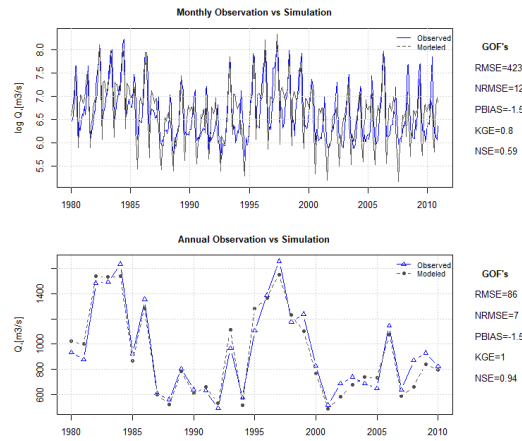 Monthly Observation vs Simulation
Observed
Modeled
log Q.[m3/s]
8.0
7.5
7.0
6.5
6.0
5.5
1980
1985
1990
1995
2000
2005
2010
GOF's
RMSE=423
NRMSE=12
PBIAS=-1.5
KGE=0.8
NSE=0.59
Annual Observation vs Simulation
Observed
Modeled
Q.[m3/s]
1400
1000
800
600
1980
1985
1990
1995
2000
2005
2010
GOF's
RMSE=86
NRMSE=7
PBIAS=-1.5
KGE=1
NSE=0.94